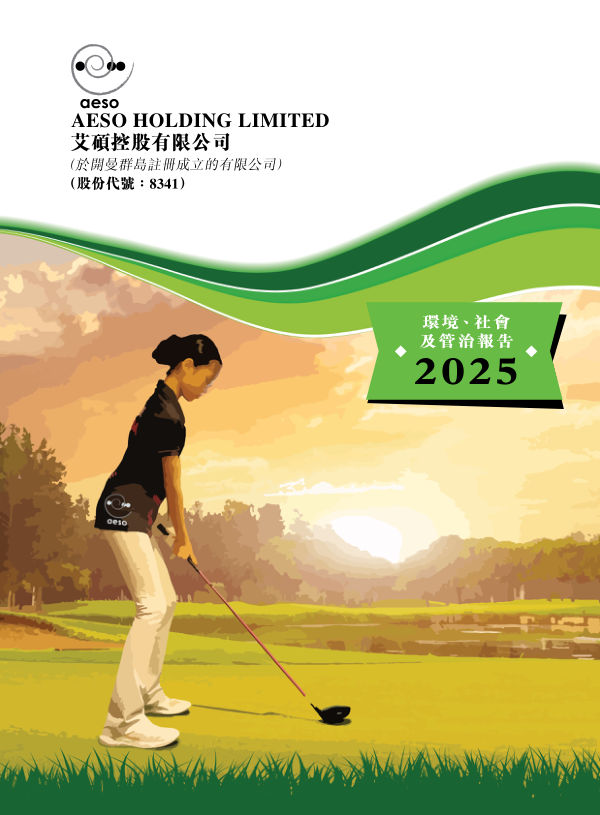 aeso
AESO HOLDING LIMITED
艾碩控股有限公司
(於開曼群島註冊成立的有限公司)
(股份代號：8341)
環境、社會
及管治報告
2025
aeso